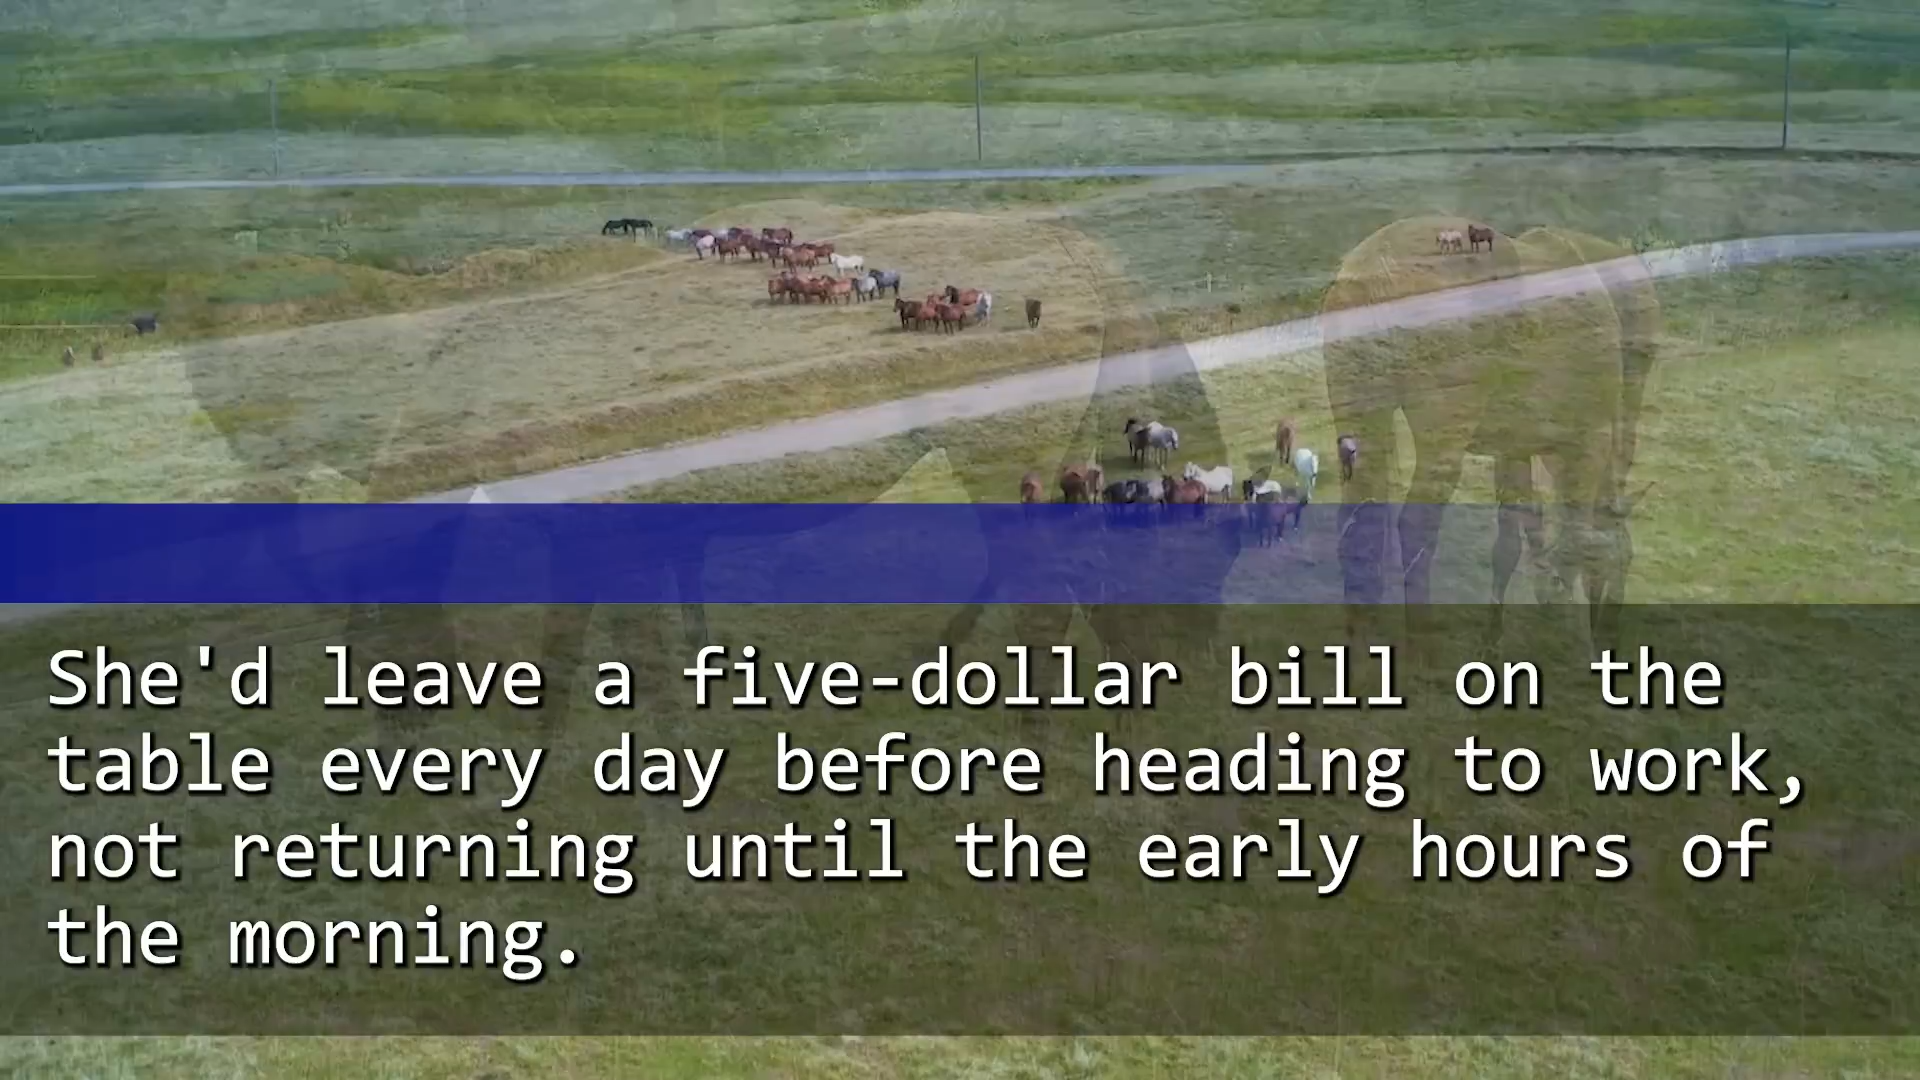 She'd leave a five-dollar bill on the
table every day before heading to work,
not returning until the early hours of
the morning.